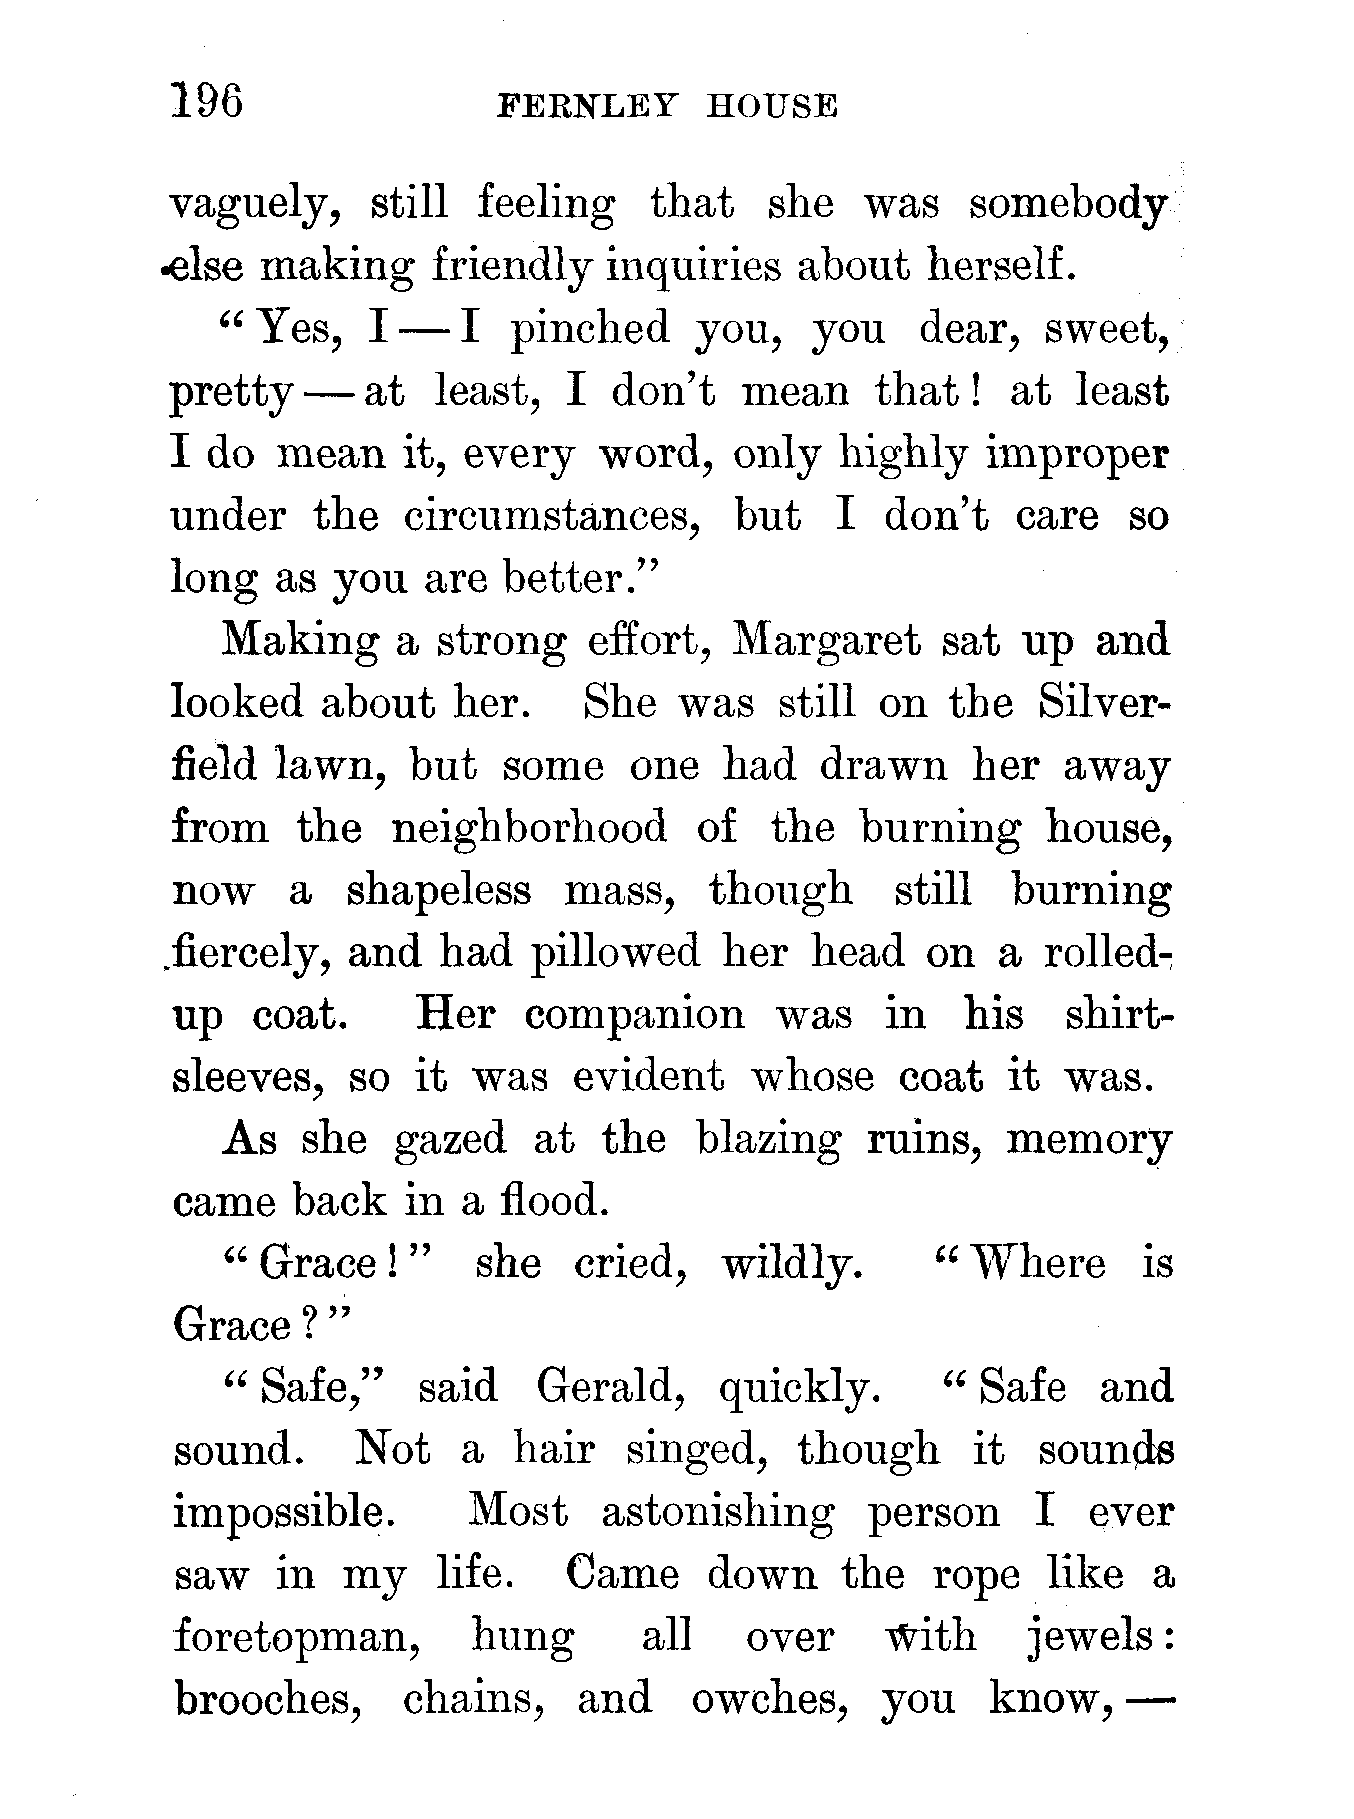 196 FERNLEY HOUSE
vaguely, still feeling that she was somebody
else making friendly inquiries about herself.
“Yes, I—I pinched you, you dear, sweet,
pretty—at least, I don’t mean that! at least
I do mean it, every word, only highly improper
under the circumstances, but I don’t care so
long as you are better.”
Making a strong effort, Margaret sat up and
looked about her. She was still on the Silver-
field lawn, but some one had drawn her away
from the neighborhood of the burning house,
now a shapeless mass, though still burning
fiercely, and had pillowed her head on a rolled-
up coat. Her companion was in his shirt-
sleeves, so it was evident whose coat it was.
As she gazed at the blazing ruins, memory
came back in a flood.
“Grace!” she cried, wildly. “Where is
Grace?”
“Safe,” said Gerald, quickly. “Safe and
sound. Not a hair singed, though it sounds
impossible. Most astonishing person I ever
saw in my life. Came down the rope like a
foretopman, hung all over with jewels:
brooches, chains, and owches, you know,—